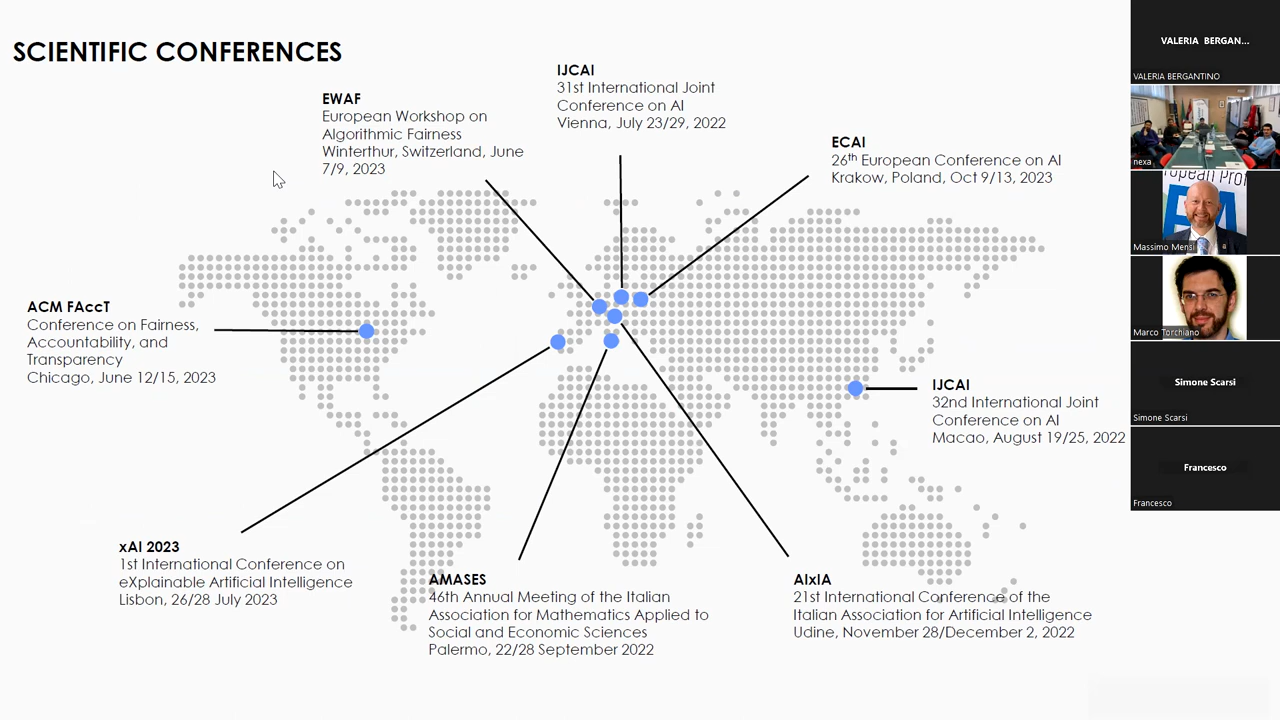 SCIENTIFIC CONFERENCES
EWAF
European Workshop on
Algorithmic Fairness
Winterthur, Switzerland, June
7/9, 2023
IJCAI
31st International Joint
Conference on AI
Vienna, July 23/29, 2022
ECAI
26th European Conference on AI
Krakow, Poland, Oct 9/13, 2023
ACM FAccT
Conference on Fairness,
Accountability, and
Transparency
Chicago, June 12/15, 2023
IJCAI
32nd International Joint
Conference on AI
Macao, August 19/25, 2022
xAI 2023
1st International Conference on
eXplainable Artificial Intelligence
Lisbon, 26/28 July 2023
AMASES
46th Annual Meeting of the Italian
Association for Mathematics Applied to
Social and Economic Sciences
Palermo, 22/28 September 2022
AIxIA
21st International Conference of the
Italian Association for Artificial Intelligence
Udine, November 28/December 2, 2022
VALERIA BERGAN...
VALERIA BERGANTINO
nexa
Massimo Mensi
Marco Torchiano
Simone Scarsi
Simone Scarsi
Francesco
Francesco